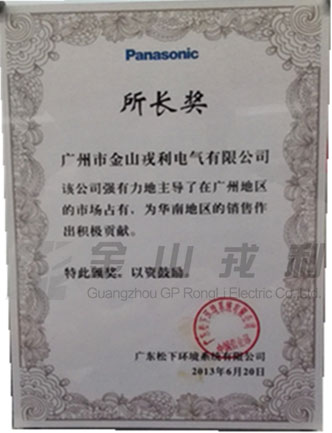 Panasonic
所长奖
广州市金山戎利电气有限公司
该公司强有力地主导了在广州地区
的市场占有，为华南地区的销售作
出积极贡献。
特此颁奖。以资鼓励。
金山戎利
Guangzhou GP RongLi Electric Co.,Ltd.
广东松下环境系统有限公司
2013年6月20日